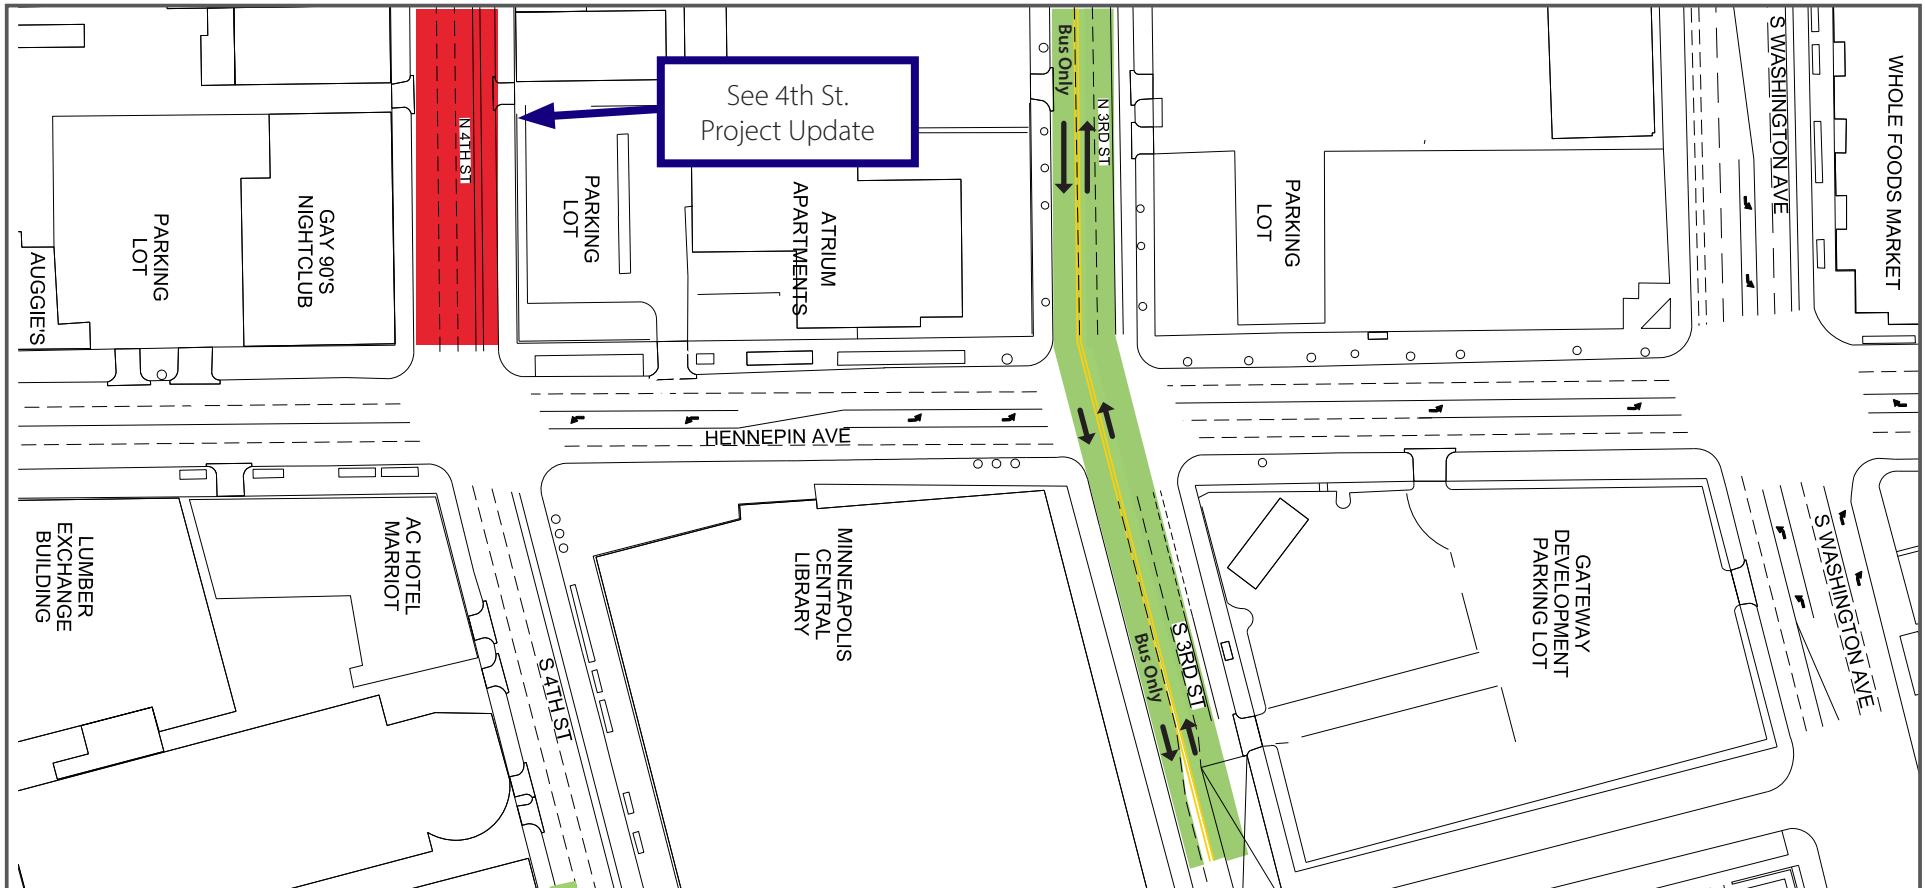 See 4th St.
Project Update
N 4TH ST
Bus Only
N 3RD ST
S WASHINGTON AVE
WHOLE FOODS MARKET
AUGGIE'S
PARKING
LOT
GAY 90'S
NIGHTCLUB
PARKING
LOT
ATRIUM
APARTMENTS
PARKING
LOT
HENNEPIN AVE
LUMBER
EXCHANGE
BUILDING
AC HOTEL
MARRIOT
S 4TH ST
MINNEAPOLIS
CENTRAL
LIBRARY
Bus Only
S 3RD ST
GATEWAY
DEVELOPMENT
PARKING LOT
S WASHINGTON AVE